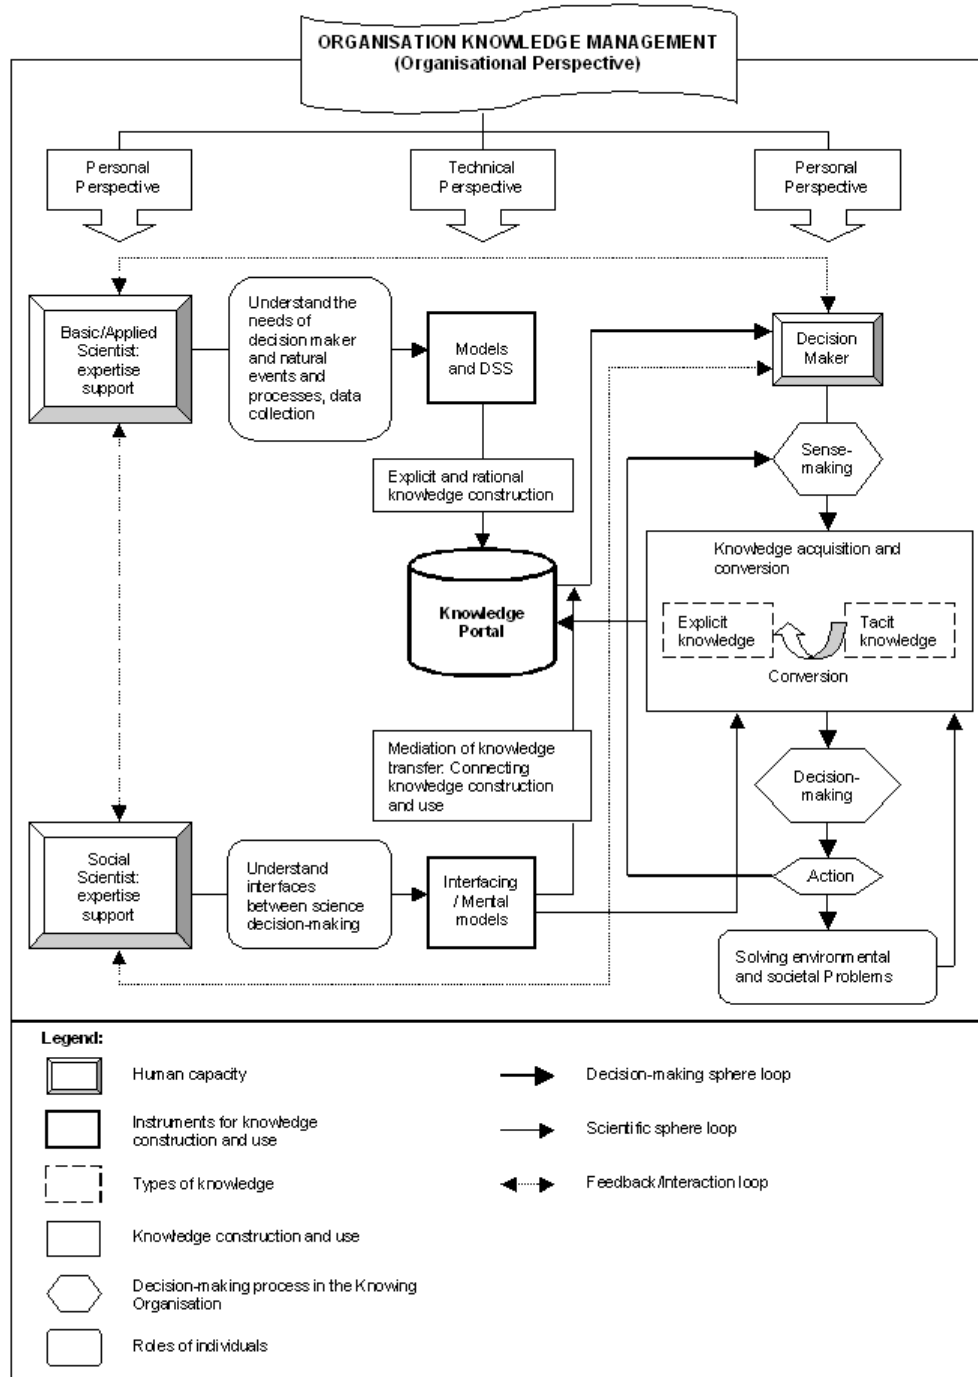 ORGANISATION KNOWLEDGE MANAGEMENT
(Organisational Perspective)
Personal
Perspective
Technical
Perspective
Personal
Perspective
Basic/Applied
Scientist:
expertise
support
Understand the
needs of
decision maker
and natural
events and
processes, data
collection
Models
and DSS
Decision
Maker
Sense-
making
Explicit and rational
knowledge construction
Knowledge acquisition and
conversion
Explicit
knowledge
Tacit
knowledge
Conversion
Knowledge
Portal
Mediation of knowledge
transfer: Connecting
knowledge construction
and use
Decision-
making
Social
Scientist:
expertise
support
Understand
interfaces
between science
decision-making
Interfacing
/ Mental
models
Action
Solving environmental
and societal Problems
Legend:
Human capacity
Decision-making sphere loop
Instruments for knowledge
construction and use
Scientific sphere loop
Types of knowledge
Feedback/Interaction loop
Knowledge construction and use
Decision-making process in the Knowing
Organisation
Roles of individuals